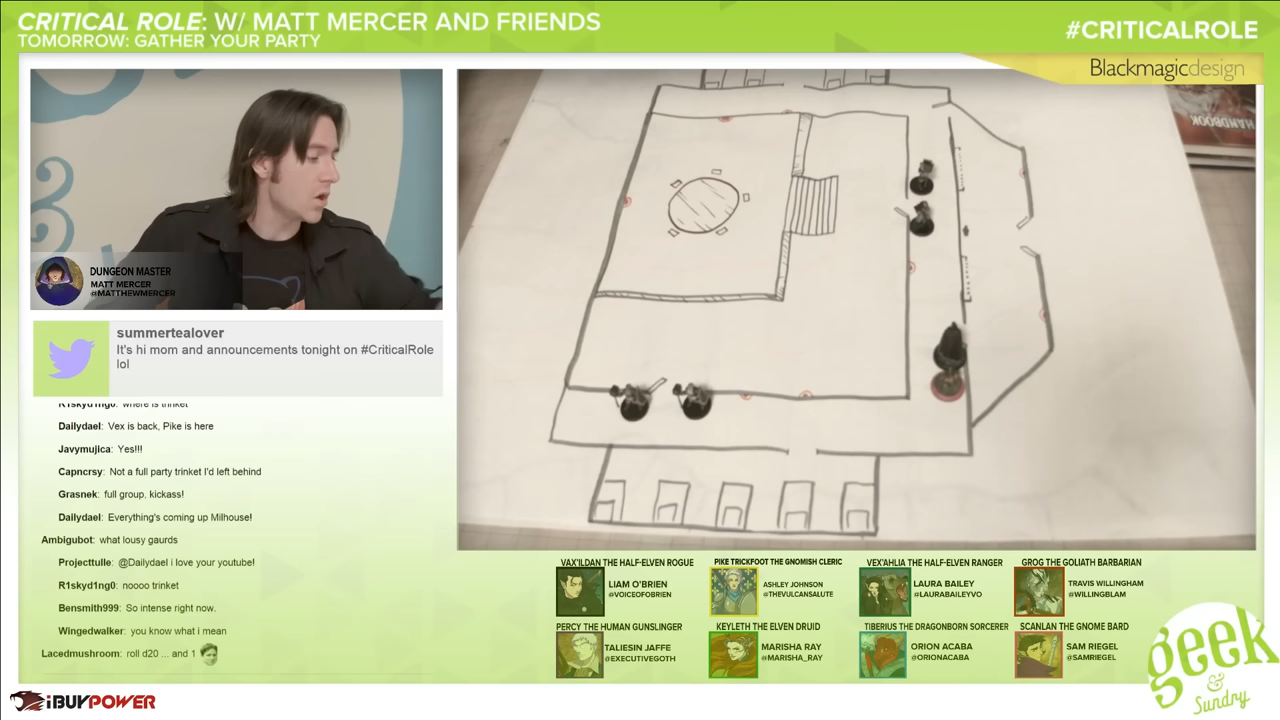 CRITICAL ROLE: W/ MATT MERCER AND FRIENDS
TOMORROW: GATHER YOUR PARTY
#CRITICALROLE
Blackmagicdesign
HANDBOOK
DUNGEON MASTER
MATT MERCER
@MATTHEWMERCER
summertealover
It's hi mom and announcements tonight on #CriticalRole
lol
R1skyd1ng0: where is trinket
Dailydael: Vex is back, Pike is here
Javymujica: Yes!!!
Capncrsy: Not a full party trinket I'd left behind
Grasnek: full group. kickass!
Dailydael: Everything's coming up Milhouse!
Ambigubot: what lousy gaurds
Projecttulle: @Dailydael i love your youtube!
R1skyd1ng0: noooo trinket
Bensmith999: So intense right now.
Wingedwalker: you know what i mean
Lacedmushroom: roll d20 ... and 1
VAX'ILDAN THE HALF-ELVEN ROGUE
LIAM O'BRIEN
@VOICEOFOBRIEN
PIKE TRICKFOOT THE GNOMISH CLERIC
ASHLEY JOHNSON
@THEVULCANSALUTE
VEX'AHLIA THE HALF-ELVEN RANGER
LAURA BAILEY
@LAURABAILEYVO
GROG THE GOLIATH BARBARIAN
TRAVIS WILLINGHAM
@WILLINGBLAM
PERCY THE HUMAN GUNSLINGER
TALIESIN JAFFE
@EXECUTIVEGOTH
KEYLETH THE ELVEN DRUID
MARISHA RAY
@MARISHA_RAY
TIBERIUS THE DRAGONBORN SORCERER
ORION ACABA
@ORIONACABA
SCANLAN THE GNOME BARD
SAM RIEGEL
@SAMRIEGEL
geek
&
Sundry
iBUYPOWER